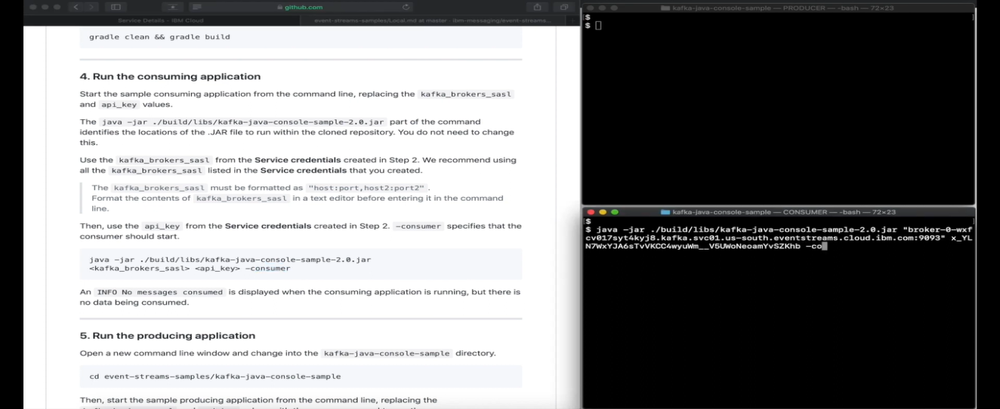 github.com
Service Details - IBM Cloud
event-streams-samples/Local.md at master · ibm-messaging/event-streams...
gradle clean && gradle build
4. Run the consuming application
Start the sample consuming application from the command line, replacing the kafka_brokers_sasl
and api_key values.
The java -jar ./build/libs/kafka-java-console-sample-2.0.jar part of the command
identifies the locations of the .JAR file to run within the cloned repository. You do not need to change
this.
Use the kafka_brokers_sasl from the Service credentials created in Step 2. We recommend using
all the kafka_brokers_sasl listed in the Service credentials that you created.
The kafka_brokers_sasl must be formatted as "host:port,host2:port2".
Format the contents of kafka_brokers_sasl in a text editor before entering it in the command
line.
Then, use the api_key from the Service credentials created in Step 2. -consumer specifies that the
consumer should start.
java -jar ./build/libs/kafka-java-console-sample-2.0.jar
<kafka_brokers_sasl> <api_key> -consumer
An INFO No messages consumed is displayed when the consuming application is running, but there is
no data being consumed.
5. Run the producing application
Open a new command line window and change into the kafka-java-console-sample directory.
cd event-streams-samples/kafka-java-console-sample
Then, start the sample producing application from the command line, replacing the
kafka-java-console-sample — PRODUCER — -bash — 72×23
$
$
kafka-java-console-sample — CONSUMER — -bash — 72×23
$
$ java -jar ./build/libs/kafka-java-console-sample-2.0.jar "broker-0-wxf
cv017syt4kyj8.kafka.svc01.us-south.eventstreams.cloud.ibm.com:9093" x_YL
N7WxYJA6sTvVKCC4wyuWm__V5UWoNeoamYvSZKhb -co